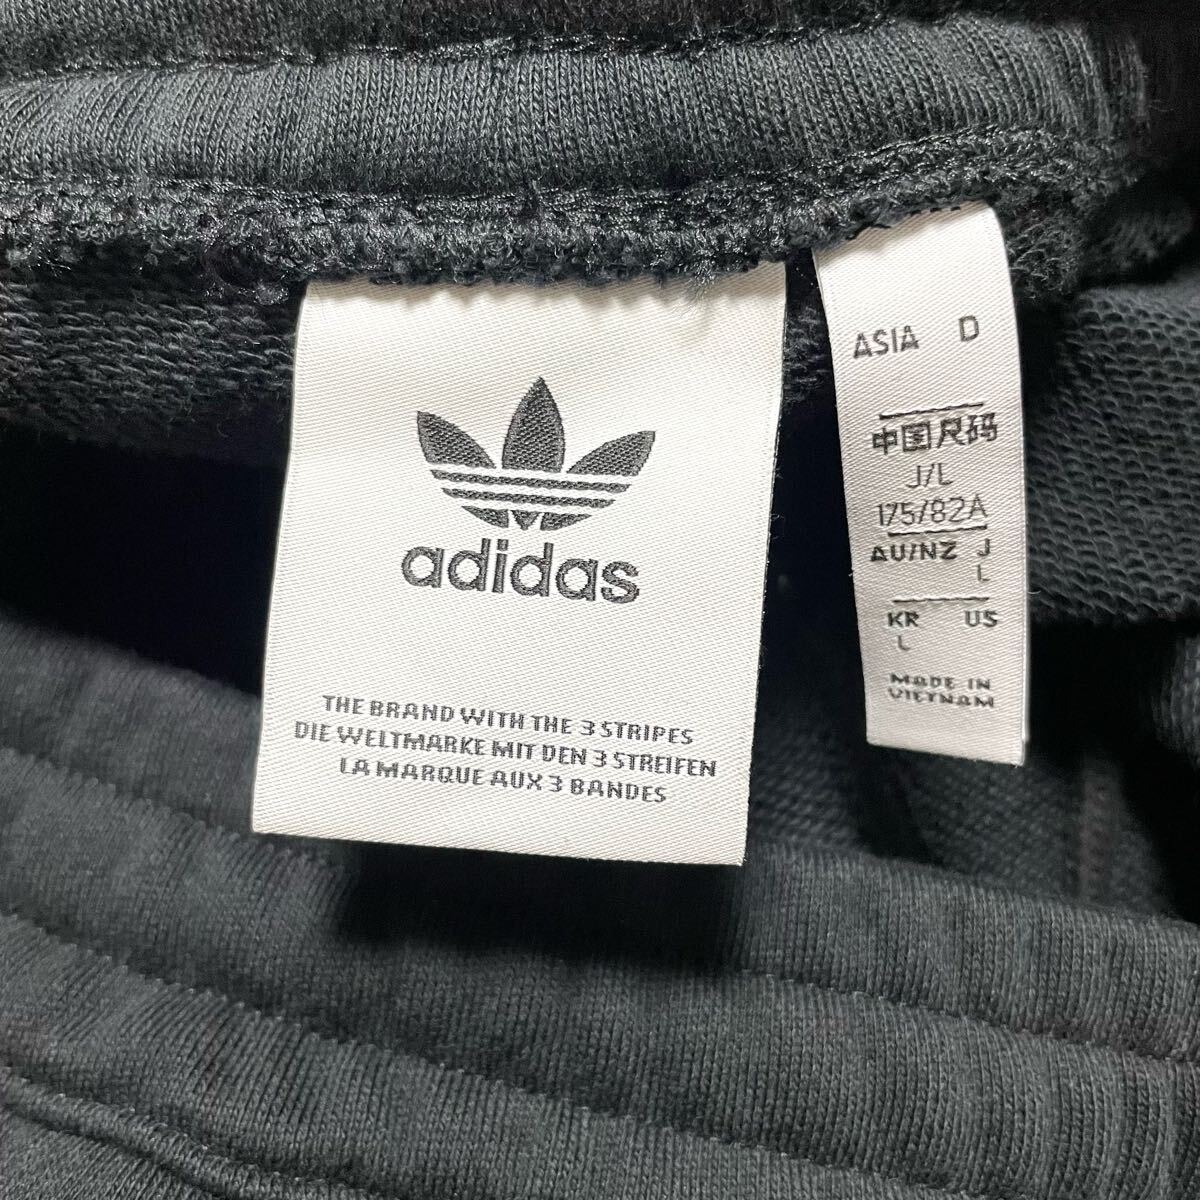 adidas
THE BRAND WITH THE 3 STRIPES
DIE WELTMARKE MIT DEN 3 STREIFEN
LA MARQUE AUX 3 BANDES
ASIA D
中国尺码
J/L
175/82A
AU/NZ J
L
KR US
L
MADE IN
VIETNAM